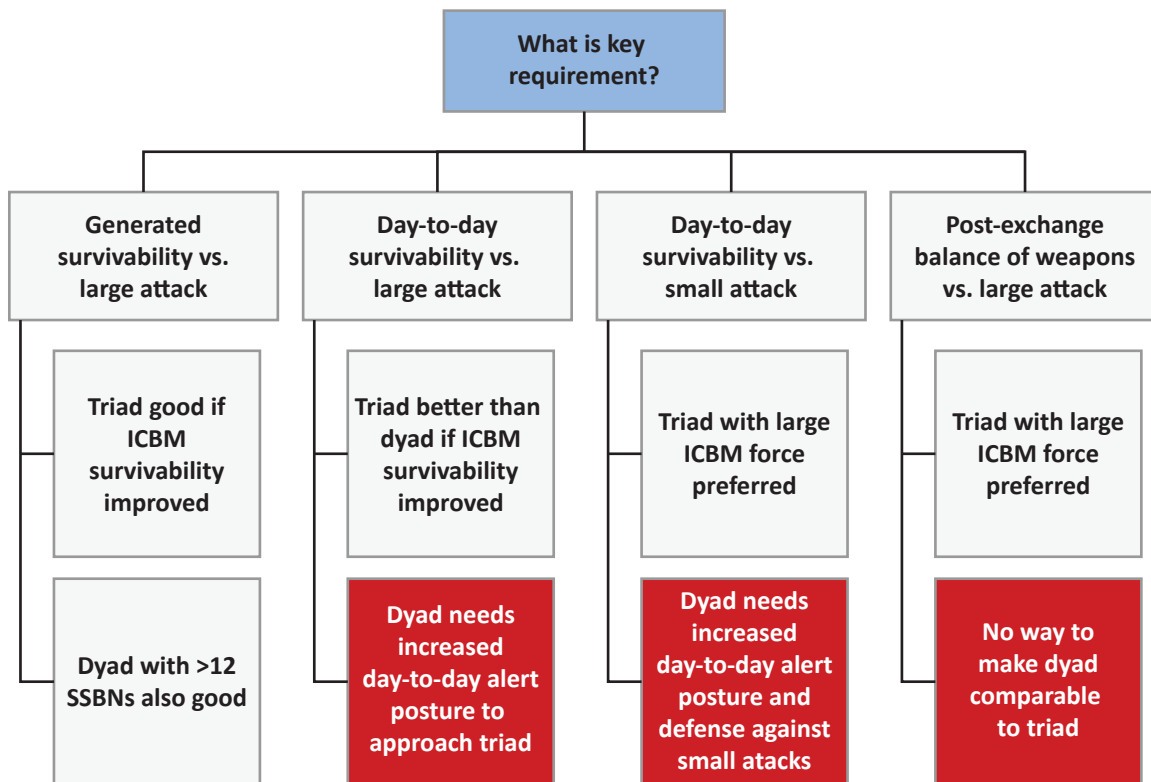 What is key
requirement?
Generated
survivability vs.
large attack
Day-to-day
survivability vs.
large attack
Day-to-day
survivability vs.
small attack
Post-exchange
balance of weapons
vs. large attack
Triad good if
ICBM
survivability
improved
Triad better than
dyad if ICBM
survivability
improved
Triad with large
ICBM force
preferred
Triad with large
ICBM force
preferred
Dyad with >12
SSBNs also good
Dyad needs
increased
day-to-day alert
posture to
approach triad
Dyad needs
increased
day-to-day alert
posture and
defense against
small atacks
No way to
make dyad
comparable
to triad